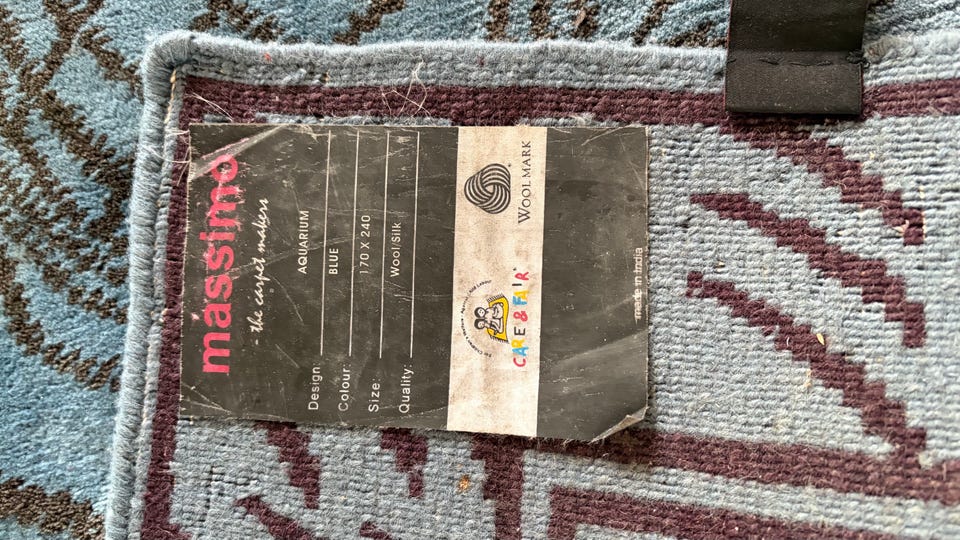 massimo
- the carpet makers
Design: AQUARIUM
Colour: BLUE
Size: 170 X 240
Quality: Wool/Silk
CARE & FAIR
WOOLMARK
made in India